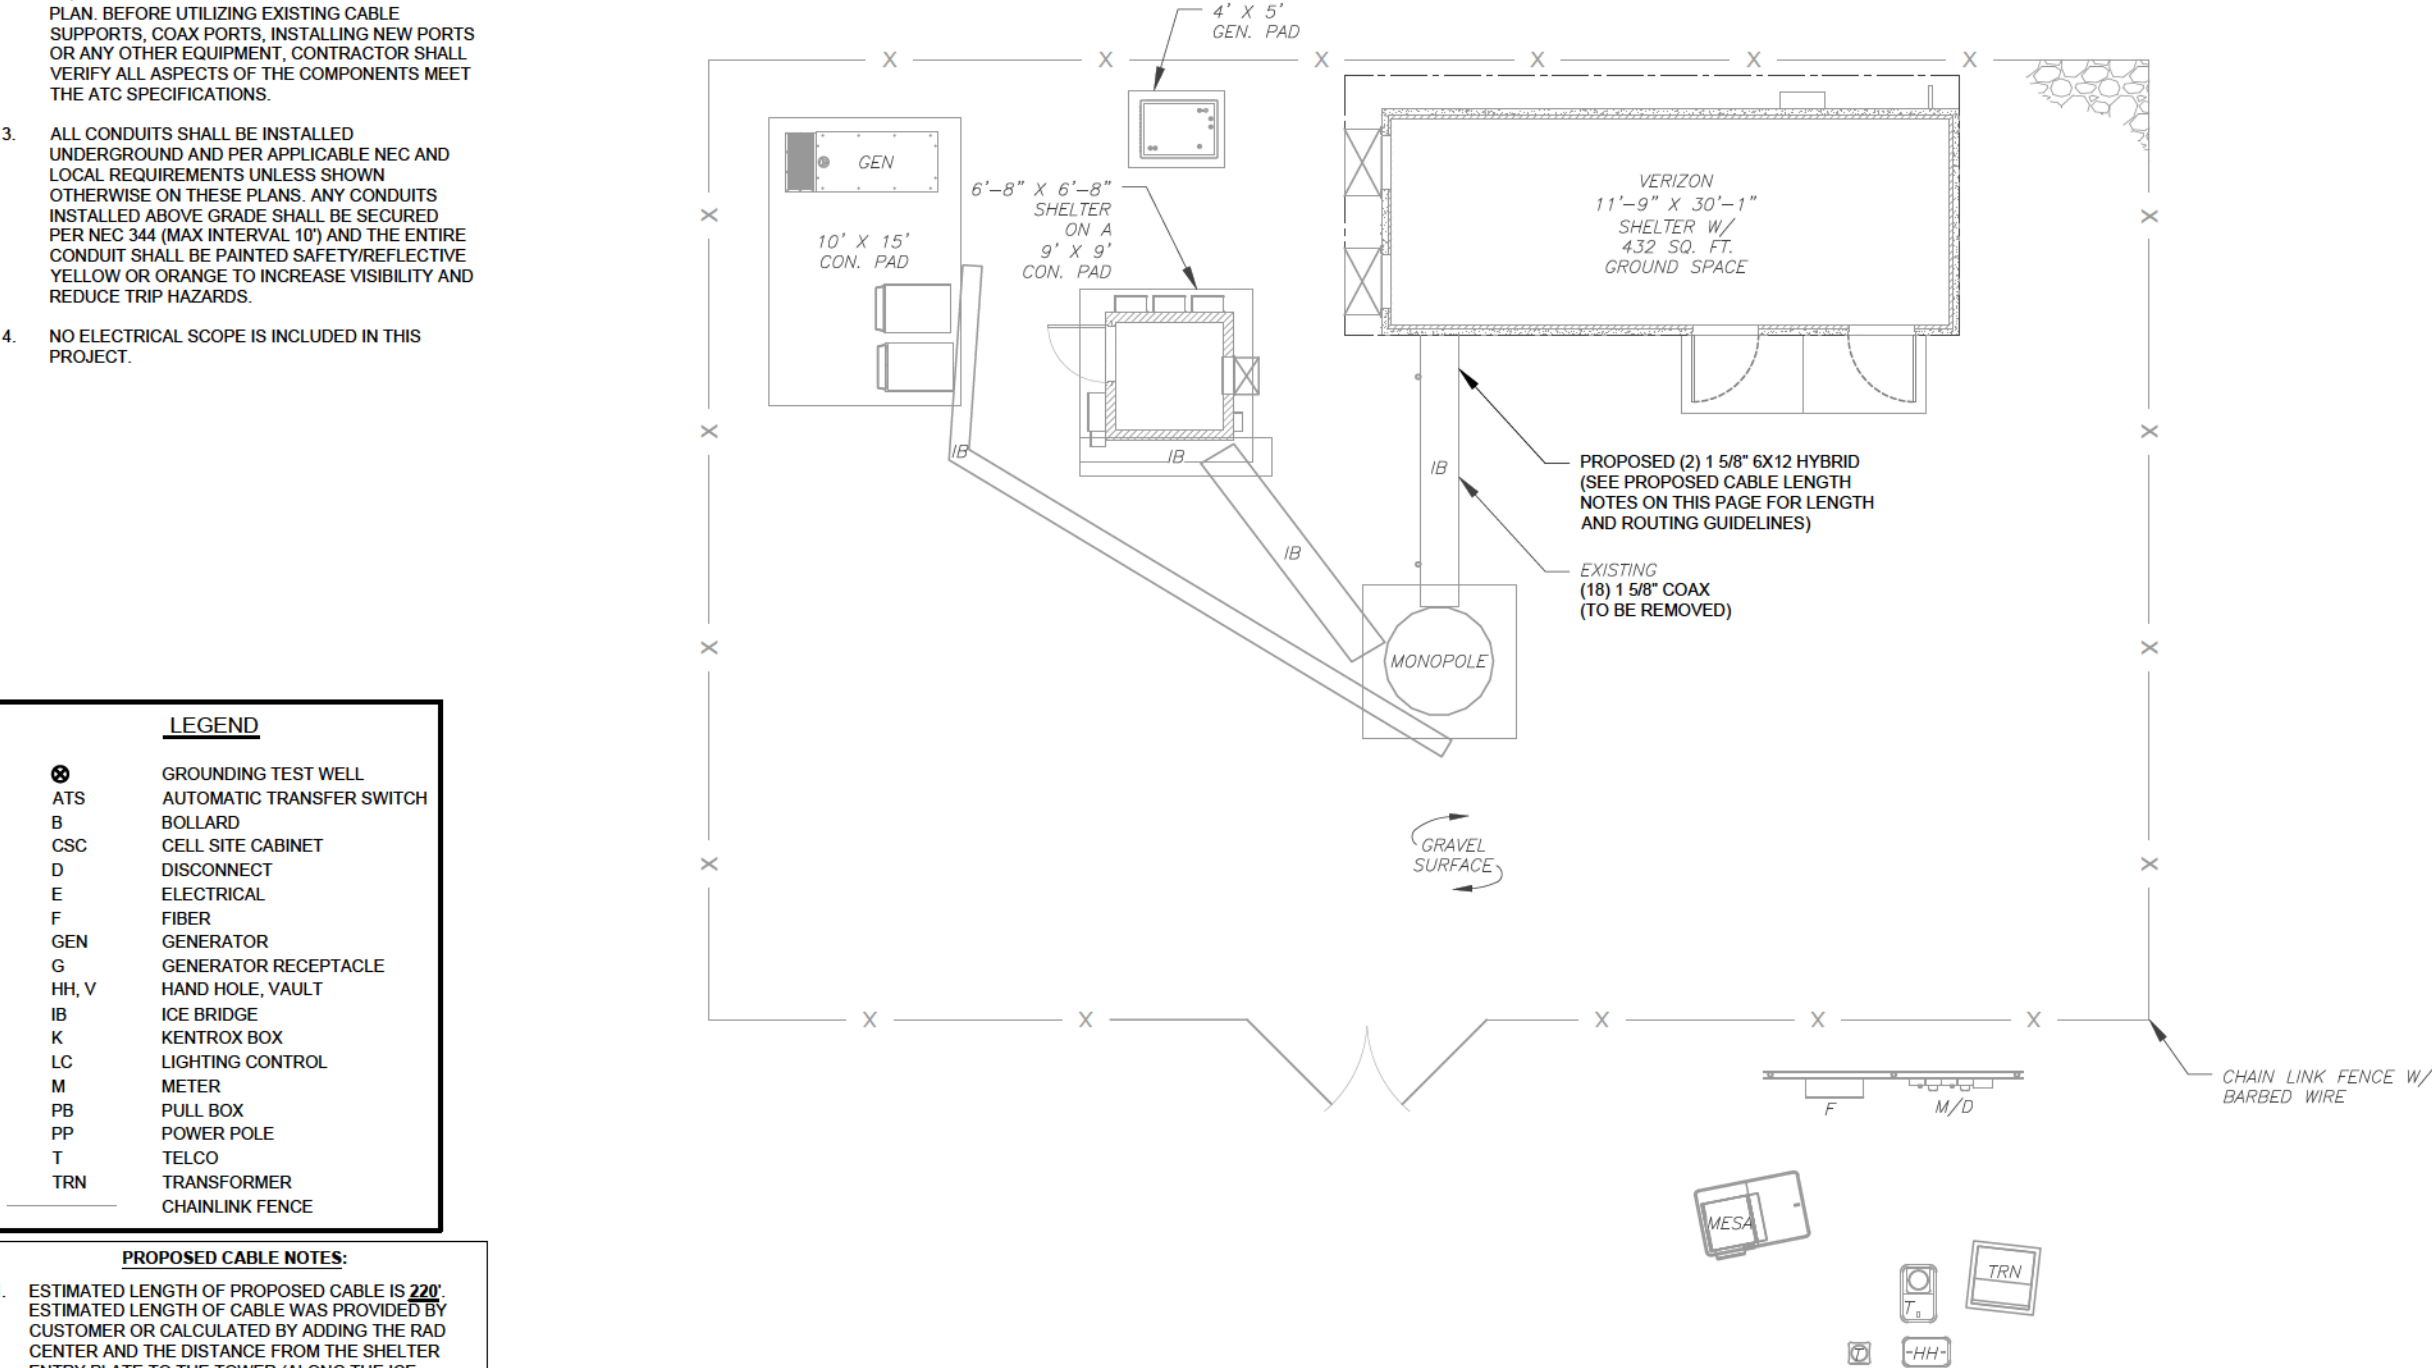 PLAN. BEFORE UTILIZING EXISTING CABLE
SUPPORTS, COAX PORTS, INSTALLING NEW PORTS
OR ANY OTHER EQUIPMENT, CONTRACTOR SHALL
VERIFY ALL ASPECTS OF THE COMPONENTS MEET
THE ATC SPECIFICATIONS.
3. ALL CONDUITS SHALL BE INSTALLED
UNDERGROUND AND PER APPLICABLE NEC AND
LOCAL REQUIREMENTS UNLESS SHOWN
OTHERWISE ON THESE PLANS. ANY CONDUITS
INSTALLED ABOVE GRADE SHALL BE SECURED
PER NEC 344 (MAX INTERVAL 10') AND THE ENTIRE
CONDUIT SHALL BE PAINTED SAFETY/REFLECTIVE
YELLOW OR ORANGE TO INCREASE VISIBILITY AND
REDUCE TRIP HAZARDS.
4. NO ELECTRICAL SCOPE IS INCLUDED IN THIS
PROJECT.
LEGEND
GROUNDING TEST WELL
ATS AUTOMATIC TRANSFER SWITCH
B BOLLARD
CSC CELL SITE CABINET
D DISCONNECT
E ELECTRICAL
F FIBER
GEN GENERATOR
G GENERATOR RECEPTACLE
HH, V HAND HOLE, VAULT
IB ICE BRIDGE
K KENTROX BOX
LC LIGHTING CONTROL
M METER
PB PULL BOX
PP POWER POLE
T TELCO
TRN TRANSFORMER
CHAINLINK FENCE
PROPOSED CABLE NOTES:
ESTIMATED LENGTH OF PROPOSED CABLE IS 220'.
ESTIMATED LENGTH OF CABLE WAS PROVIDED BY
CUSTOMER OR CALCULATED BY ADDING THE RAD
CENTER AND THE DISTANCE FROM THE SHELTER
ENTRY PLATE TO THE TOWER (ALONG THE ICE
4' X 5'
GEN. PAD
X X X X X X
GEN
10' X 15'
CON. PAD
6'-8" X 6'-8"
SHELTER
ON A
9' X 9'
CON. PAD
VERIZON
11'-9" X 30'-1"
SHELTER W/
432 SQ. FT.
GROUND SPACE
X X
X X
IB
IB
IB
IB
PROPOSED (2) 1 5/8" 6X12 HYBRID
(SEE PROPOSED CABLE LENGTH
NOTES ON THIS PAGE FOR LENGTH
AND ROUTING GUIDELINES)
EXISTING
(18) 1 5/8" COAX
(TO BE REMOVED)
X X
MONOPOLE
GRAVEL
SURFACE
X X
X X X X X
CHAIN LINK FENCE W/
BARBED WIRE
F
M/D
MESA
TRN
T
T
HH